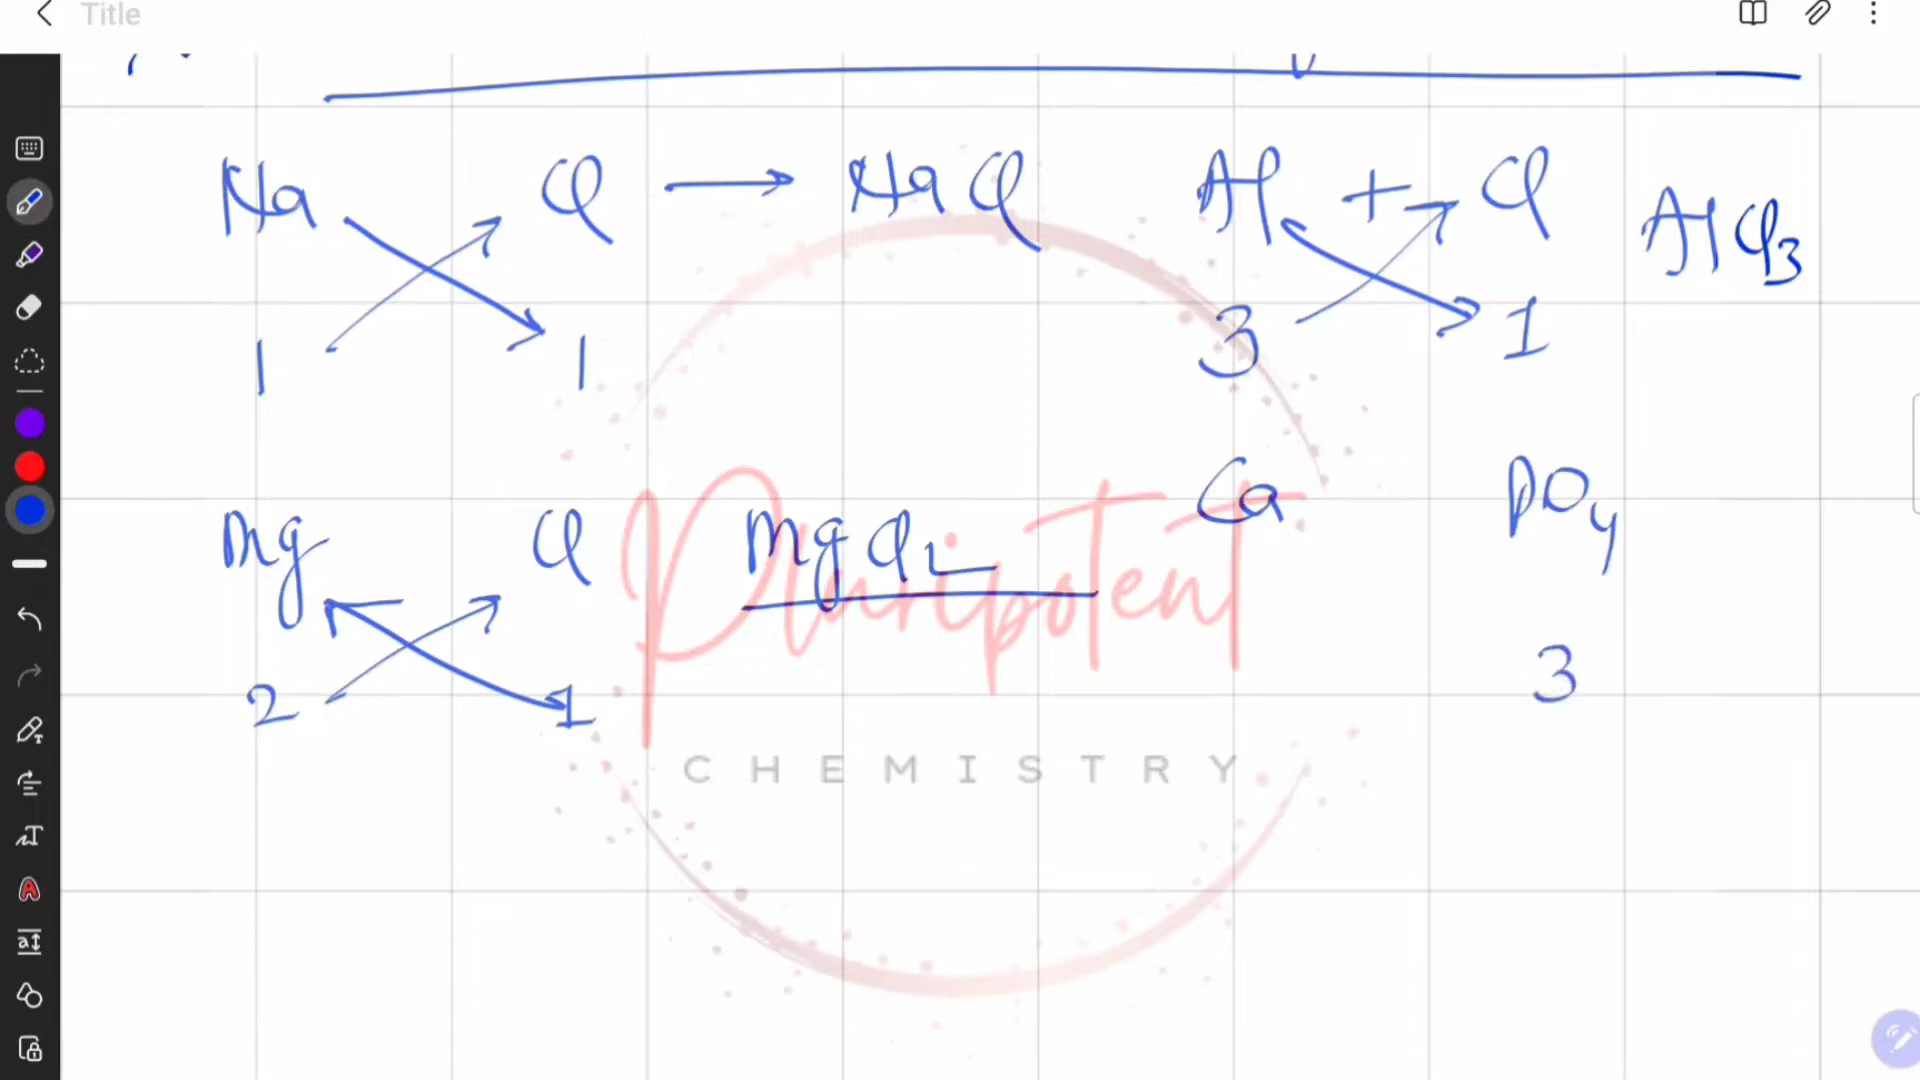 Title
Na Cl → NaCl Al + Cl AlCl3
1 1 3 1
Mg Cl MgCl2 Ca PO4
2 1 3
Pluripotent
CHEMISTRY